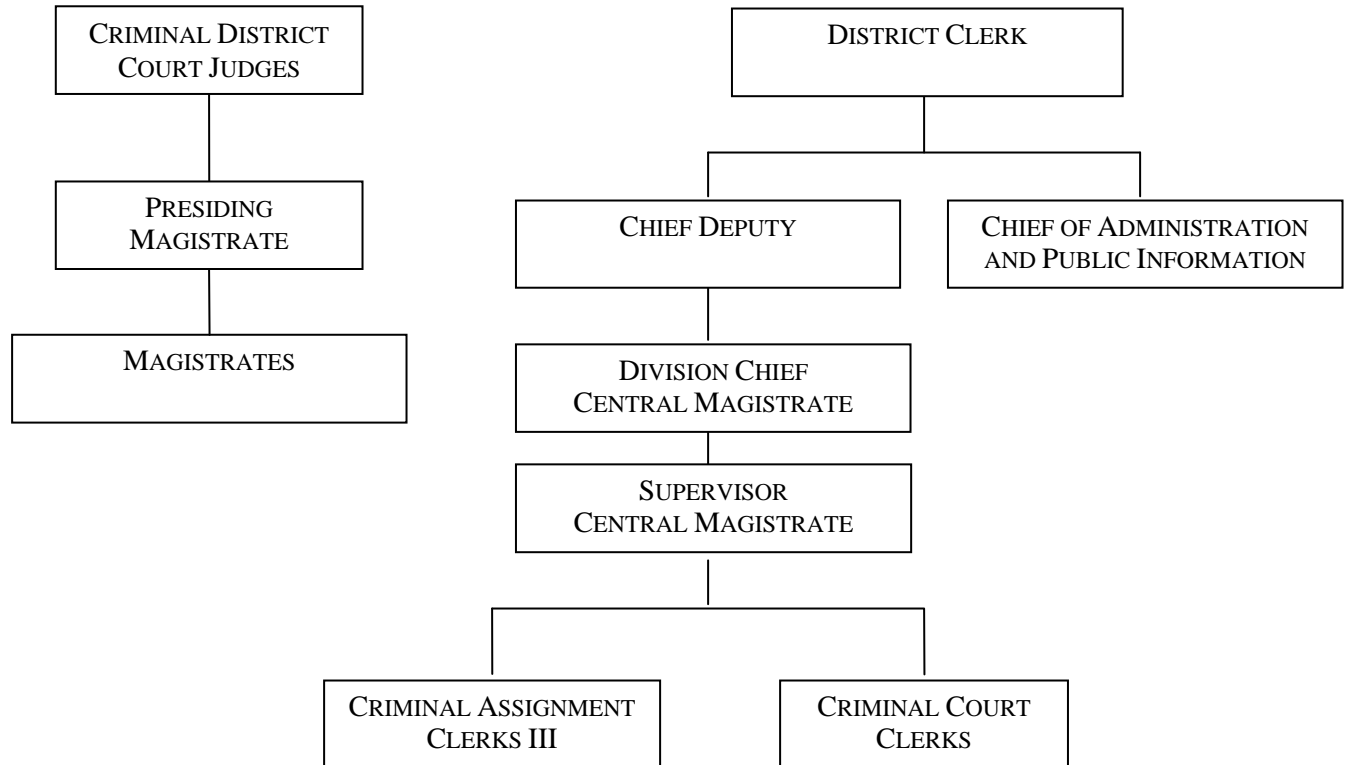 CRIMINAL DISTRICT
COURT JUDGES
DISTRICT CLERK
PRESIDING
MAGISTRATE
CHIEF DEPUTY
CHIEF OF ADMINISTRATION
AND PUBLIC INFORMATION
MAGISTRATES
DIVISION CHIEF
CENTRAL MAGISTRATE
SUPERVISOR
CENTRAL MAGISTRATE
CRIMINAL ASSIGNMENT
CLERKS III
CRIMINAL COURT
CLERKS